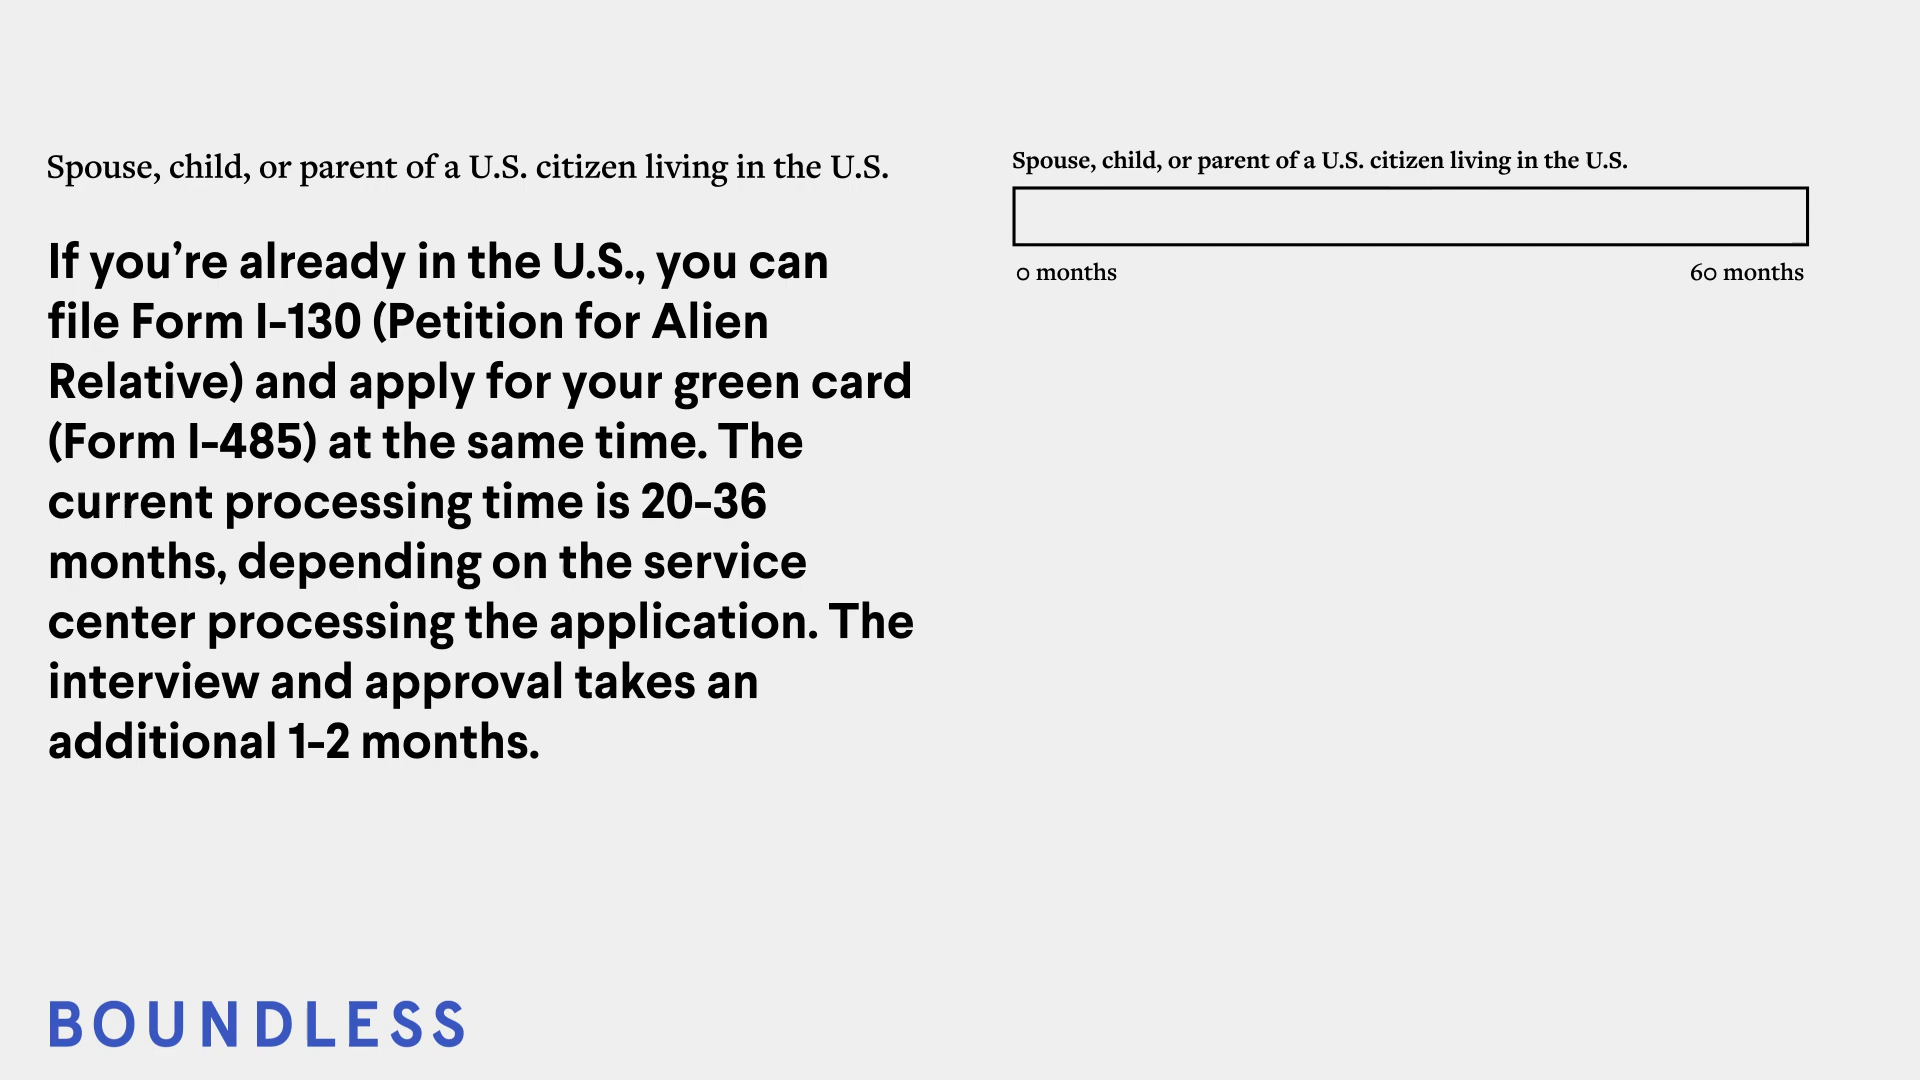 Spouse, child, or parent of a U.S. citizen living in the U.S.
If you’re already in the U.S., you can
file Form I-130 (Petition for Alien
Relative) and apply for your green card
(Form I-485) at the same time. The
current processing time is 20-36
months, depending on the service
center processing the application. The
interview and approval takes an
additional 1-2 months.
Spouse, child, or parent of a U.S. citizen living in the U.S.
0 months
60 months
BOUNDLESS